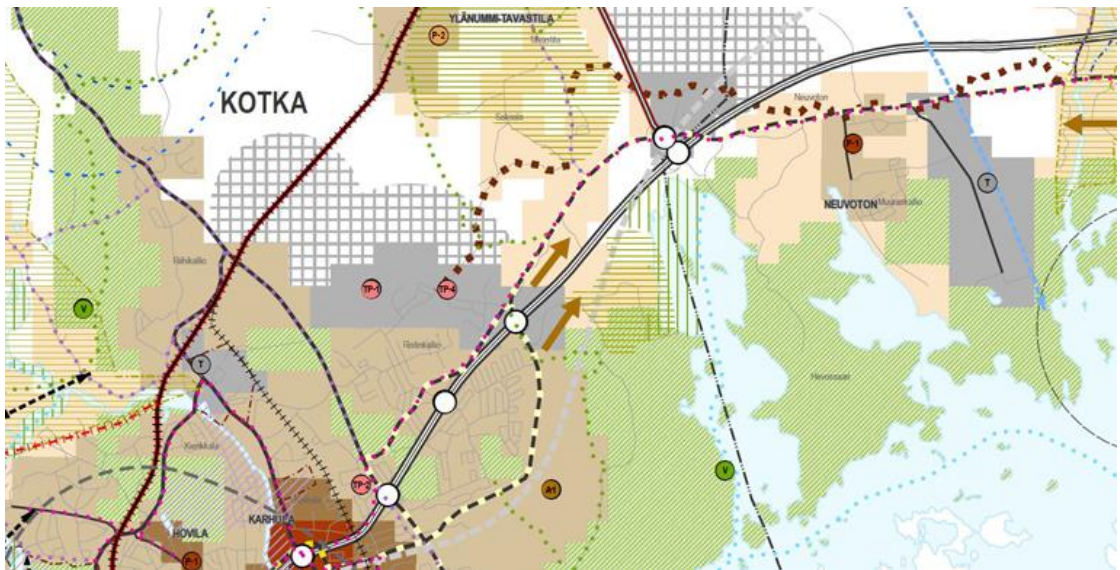 YLÄNUMMI-TAVASTILA
P-2
KOTKA
Neuvoton
P-1
T
NEUVOTON
TP-1
TP-4
V
T
TP-2
A1
V
KARHULA
HOVILA
P-1